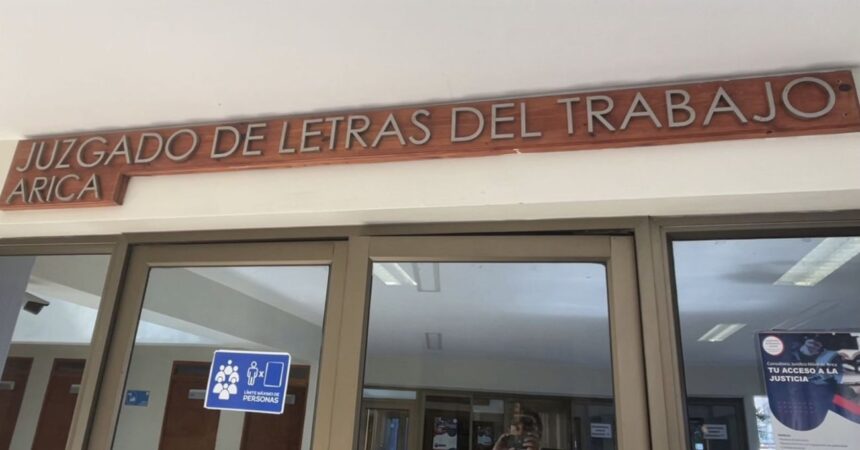 JUZGADO DE LETRAS DEL TRABAJO
ARICA
LÍMITE MÁXIMO DE
PERSONAS
TU ACCESO A LA
JUSTICIA